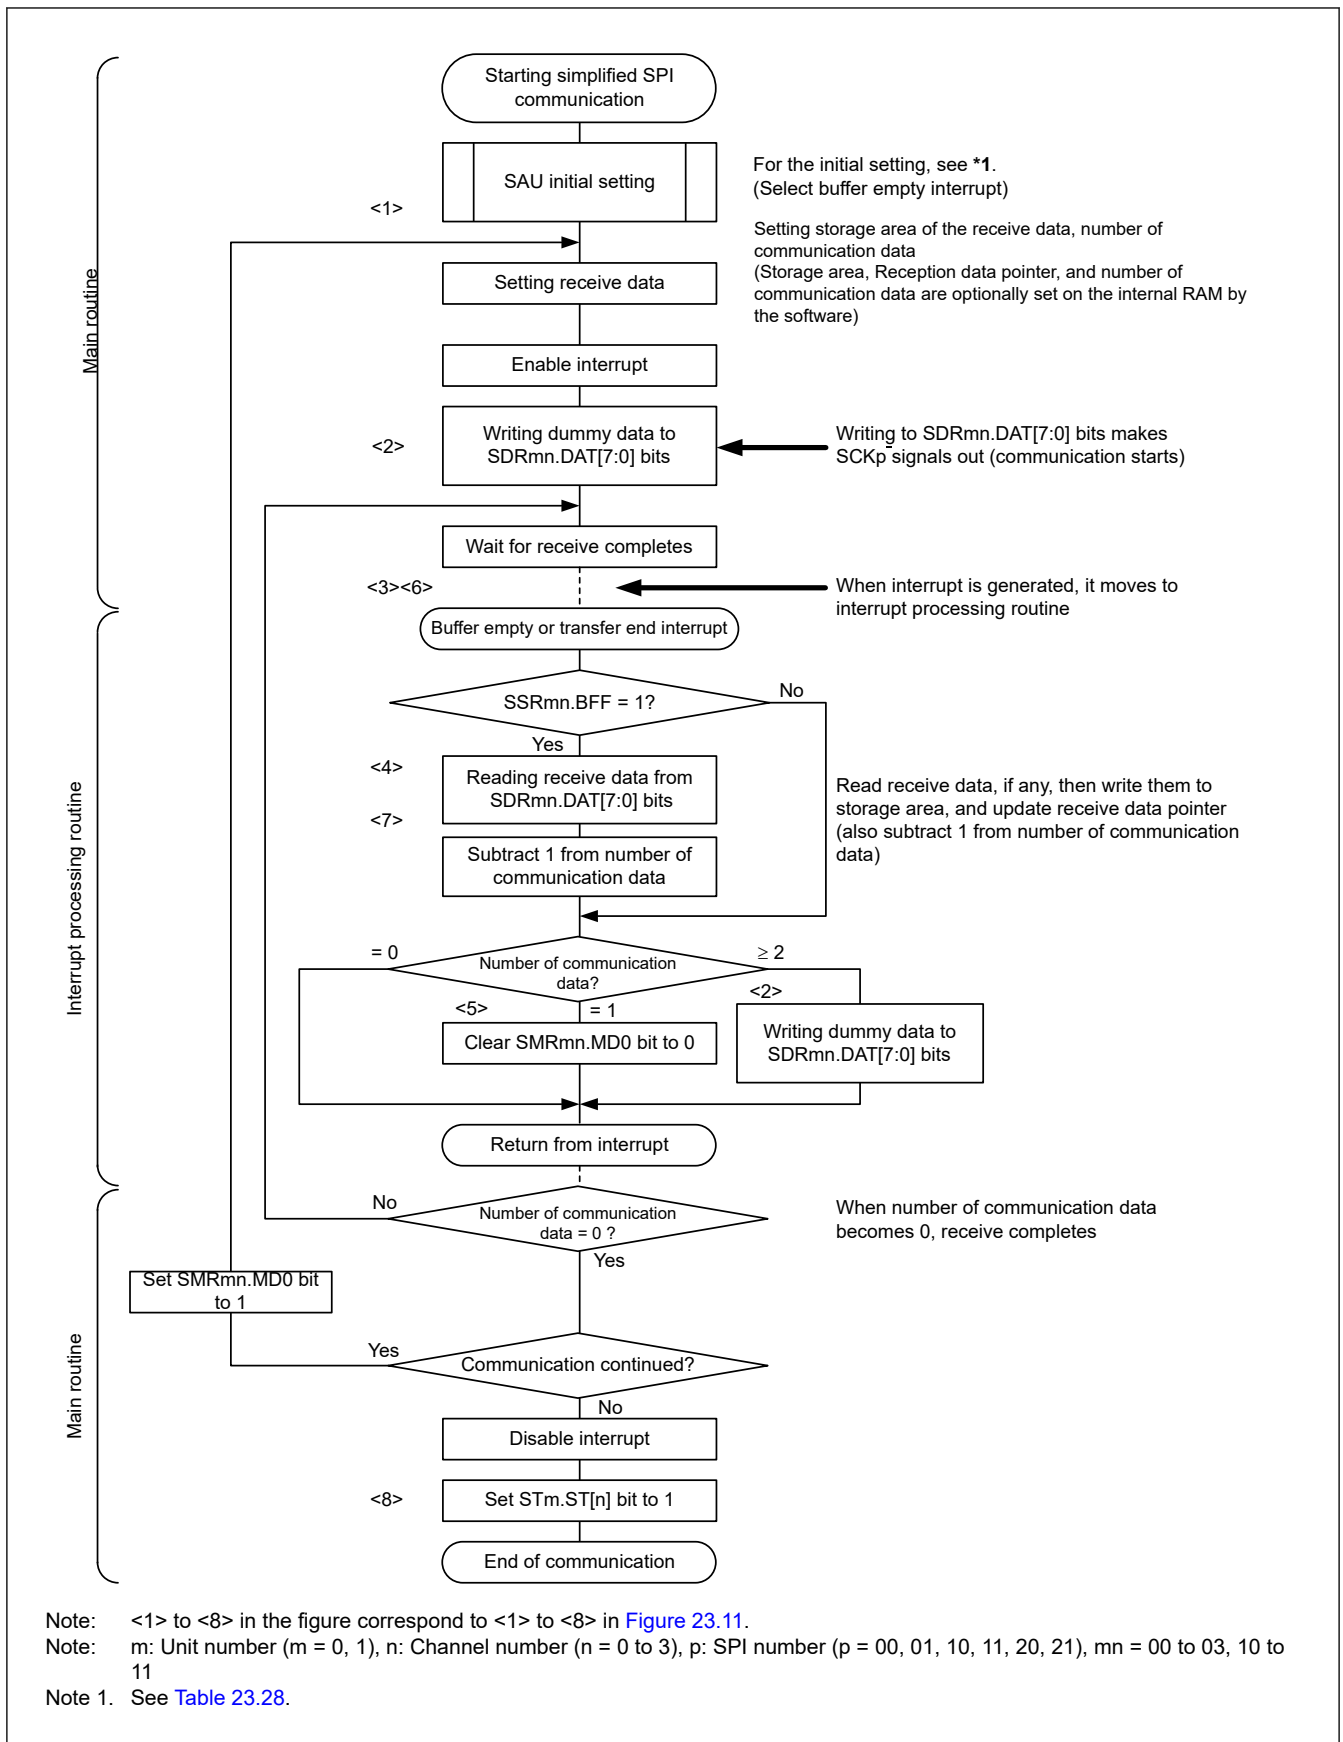 Starting simplified SPI
communication
SAU initial setting
For the initial setting, see *1.
(Select buffer empty interrupt)
<1>
Setting storage area of the receive data, number of
communication data
(Storage area, Reception data pointer, and number of
communication data are optionally set on the internal RAM by
the software)
Setting receive data
Main routine
Enable interrupt
<2>
Writing dummy data to
SDRmn.DAT[7:0] bits
Writing to SDRmn.DAT[7:0] bits makes
SCKp signals out (communication starts)
Wait for receive completes
<3><6>
When interrupt is generated, it moves to
interrupt processing routine
Buffer empty or transfer end interrupt
SSRmn.BFF = 1?
No
Yes
<4>
Reading receive data from
SDRmn.DAT[7:0] bits
<7>
Read receive data, if any, then write them to
storage area, and update receive data pointer
(also subtract 1 from number of communication
data)
Subtract 1 from number of
communication data
Interrupt processing routine
= 0
Number of communication
data?
≥ 2
<5>
= 1
<2>
Clear SMRmn.MD0 bit to 0
Writing dummy data to
SDRmn.DAT[7:0] bits
Return from interrupt
No
Number of communication
data = 0 ?
When number of communication data
becomes 0, receive completes
Yes
Set SMRmn.MD0 bit
to 1
Yes
Communication continued?
Main routine
No
Disable interrupt
<8>
Set STm.ST[n] bit to 1
End of communication
Note: <1> to <8> in the figure correspond to <1> to <8> in Figure 23.11.
Note: m: Unit number (m = 0, 1), n: Channel number (n = 0 to 3), p: SPI number (p = 00, 01, 10, 11, 20, 21), mn = 00 to 03, 10 to
11
Note 1. See Table 23.28.